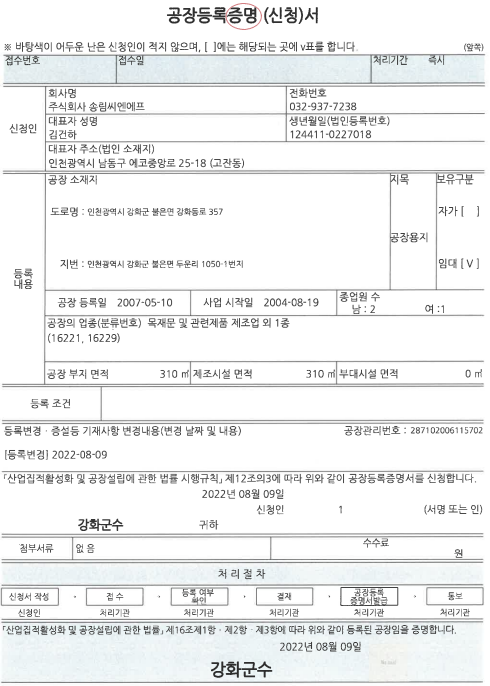 공장등록증명 (신청)서
※ 바탕색이 어두운 난은 신청인이 적지 않으며, [ ]에는 해당되는 곳에 v표를 합니다. (앞쪽)
접수번호 접수일 처리기간 즉시
신청인
회사명 전화번호
주식회사 송림씨엔에프 032-937-7238
대표자 성명 생년월일(법인등록번호)
김건하 124411-0227018
대표자 주소(법인 소재지)
인천광역시 남동구 에코중앙로 25-18 (고잔동)
등록
내용
공장 소재지 지목 보유구분
도로명 : 인천광역시 강화군 불은면 강화동로 357 자가 [ ]
공장용지
지번 : 인천광역시 강화군 불은면 두운리 1050-1번지 임대 [ V ]
공장 등록일 2007-05-10 사업 시작일 2004-08-19 종업원 수
남 : 2 여 :1
공장의 업종(분류번호) 목재문 및 관련제품 제조업 외 1종
(16221, 16229)
공장 부지 면적 310 ㎡ 제조시설 면적 310 ㎡ 부대시설 면적 0 ㎡
등록 조건
등록변경ㆍ증설등 기재사항 변경내용(변경 날짜 및 내용) 공장관리번호 : 287102006115702
[등록변경] 2022-08-09
「산업집적활성화 및 공장설립에 관한 법률 시행규칙」 제12조의3에 따라 위와 같이 공장등록증명서를 신청합니다.
2022년 08월 09일
신청인 1 (서명 또는 인)
강화군수 귀하
첨부서류 없 음 수수료
원
처 리 절 차
신청서 작성 접 수 등록 여부 확인 결재 공장등록 증명서발급 통보
신청인 처리기관 처리기관 처리기관 처리기관 처리기관
「산업집적활성화 및 공장설립에 관한 법률」 제16조제1항ㆍ제2항ㆍ제3항에 따라 위와 같이 등록된 공장임을 증명합니다.
2022년 08월 09일
강화군수